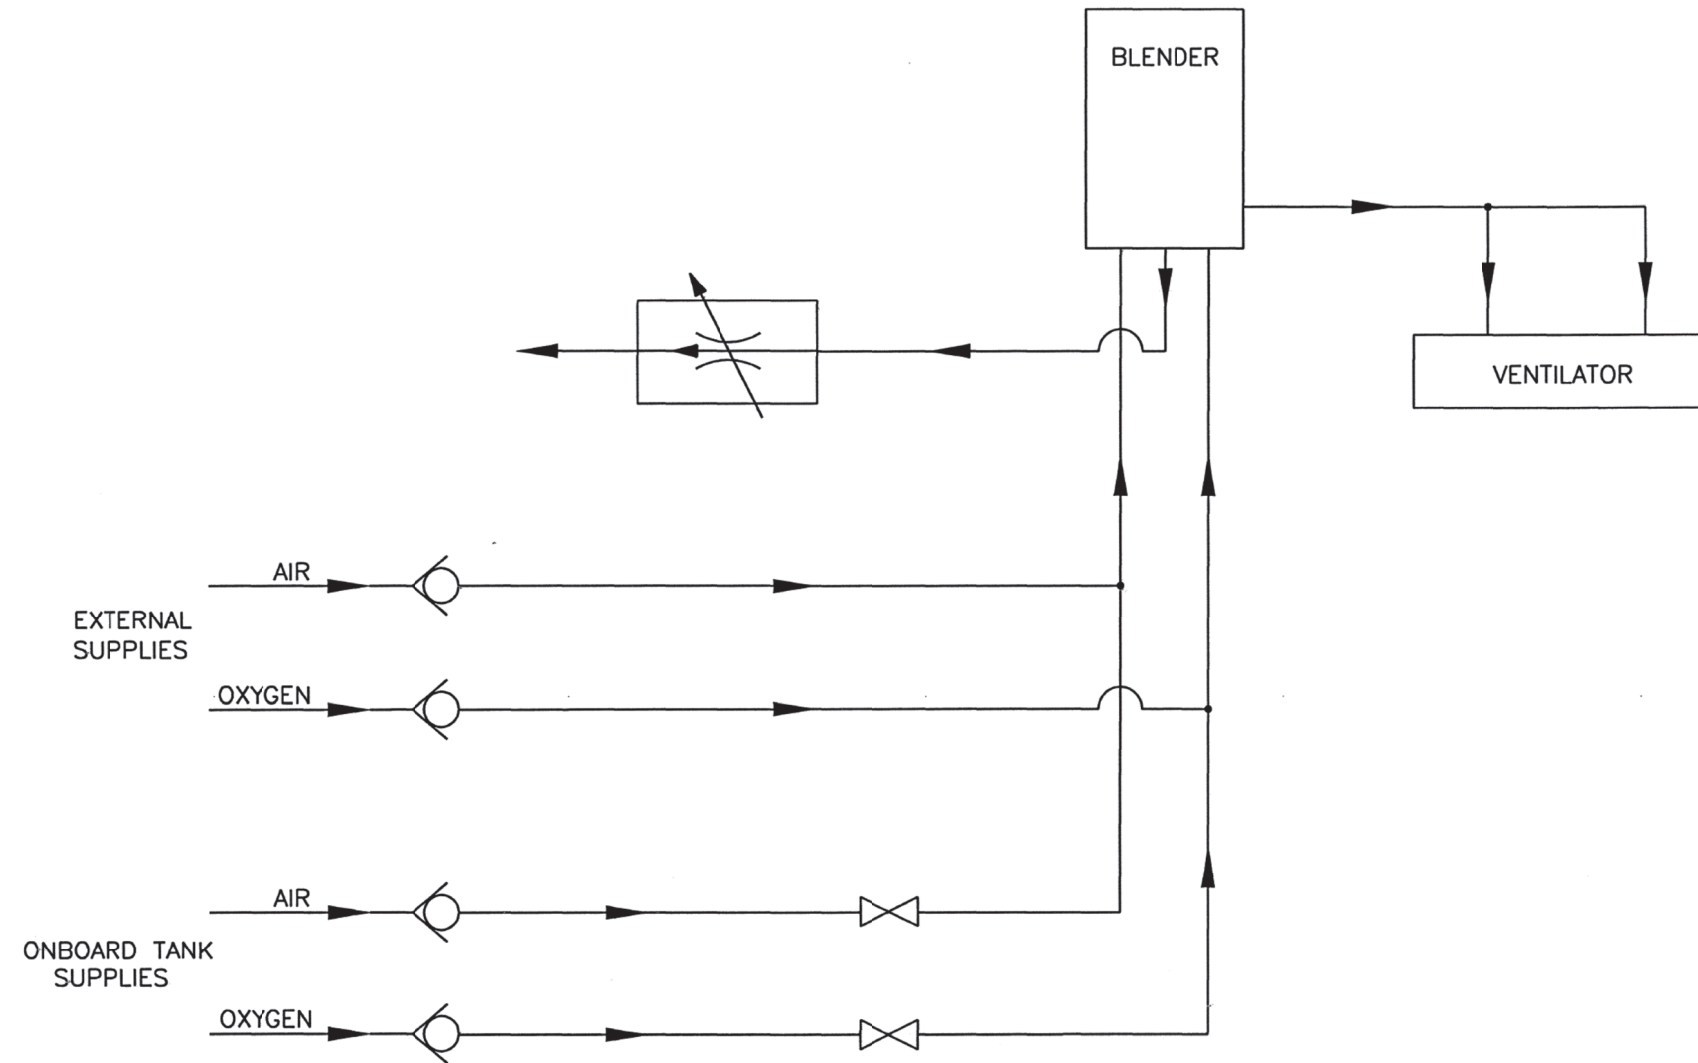 BLENDER
VENTILATOR
AIR
EXTERNAL
SUPPLIES
OXYGEN
AIR
ONBOARD TANK
SUPPLIES
OXYGEN